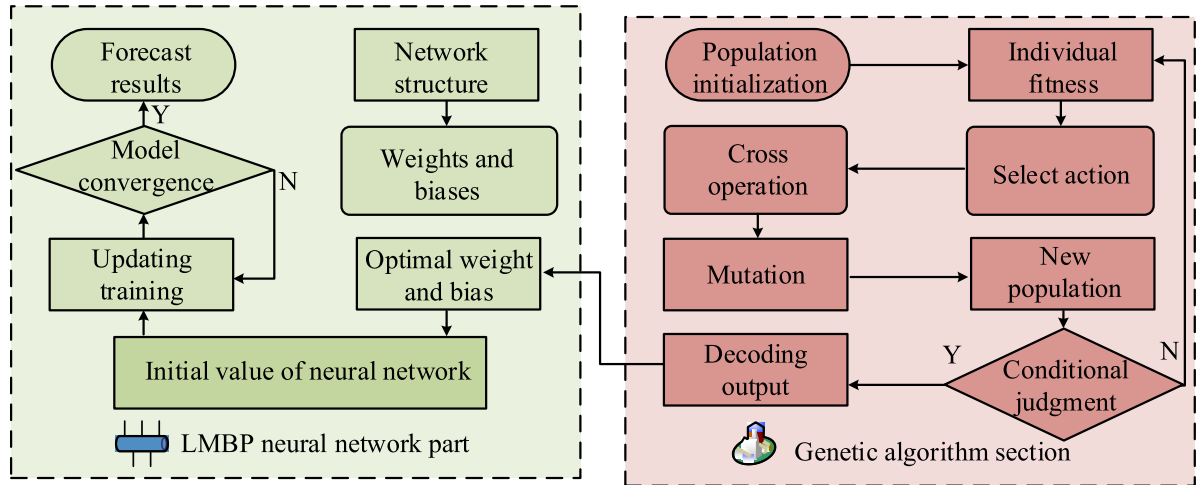 Forecast
results
Network
structure
Y
Model
convergence
N
Weights and
biases
Updating
training
Optimal weight
and bias
Initial value of neural network
LMBP neural network part
Population
initialization
Individual
fitness
Cross
operation
Select action
Mutation
New
population
Decoding
output
Y
Conditional
judgment
N
Genetic algorithm section